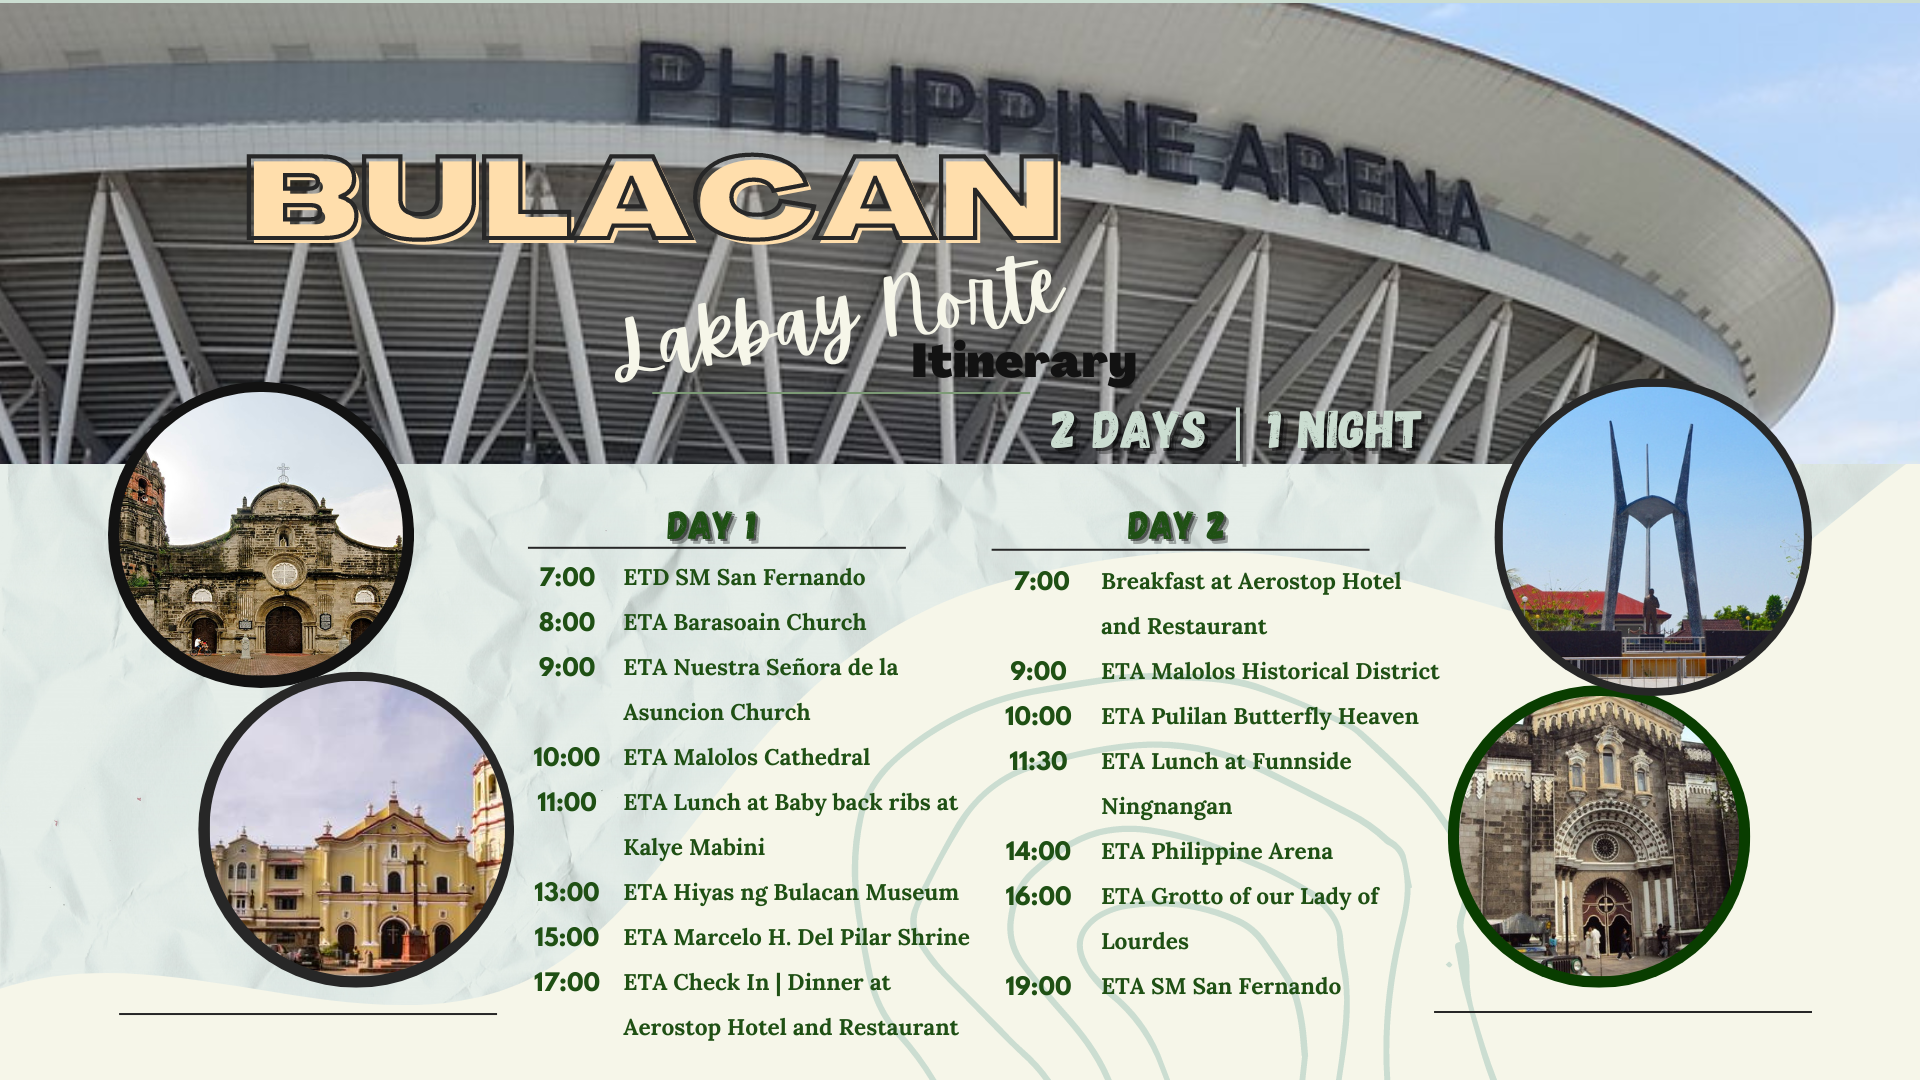 PHILIPPINE ARENA
BULACAN
Lakbay Norte
Itinerary
2 DAYS | 1 NIGHT
DAY 1
7:00 ETD SM San Fernando
8:00 ETA Barasoain Church
9:00 ETA Nuestra Señora de la
Asuncion Church
10:00 ETA Malolos Cathedral
11:00 ETA Lunch at Baby back ribs at
Kalye Mabini
13:00 ETA Hiyas ng Bulacan Museum
15:00 ETA Marcelo H. Del Pilar Shrine
17:00 ETA Check In | Dinner at
Aerostop Hotel and Restaurant
DAY 2
7:00 Breakfast at Aerostop Hotel
and Restaurant
9:00 ETA Malolos Historical District
10:00 ETA Pulilan Butterfly Heaven
11:30 ETA Lunch at Funnside
Ningnangan
14:00 ETA Philippine Arena
16:00 ETA Grotto of our Lady of
Lourdes
19:00 ETA SM San Fernando